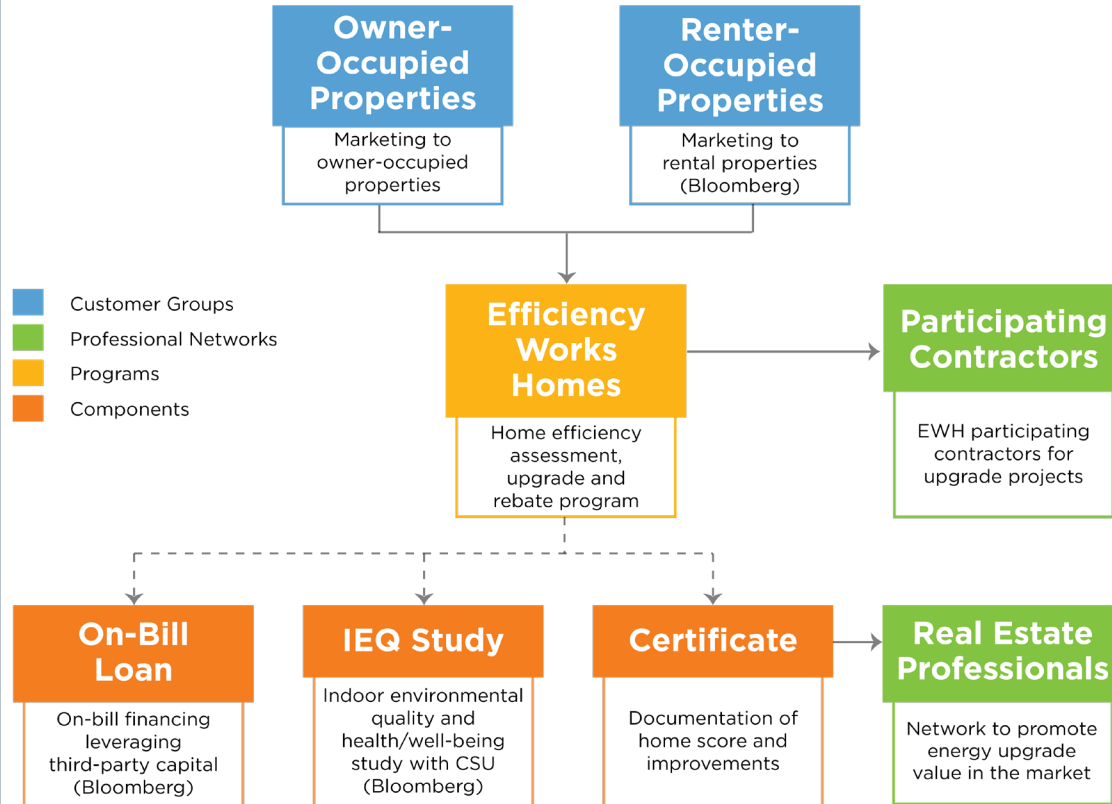 Owner-
Occupied
Properties
Marketing to
owner-occupied
properties
Renter-
Occupied
Properties
Marketing to
rental properties
(Bloomberg)
Customer Groups
Professional Networks
Programs
Components
Efficiency
Works
Homes
Home efficiency
assessment,
upgrade and
rebate program
Participating
Contractors
EWH participating
contractors for
upgrade projects
On-Bill
Loan
On-bill financing
leveraging
third-party capital
(Bloomberg)
IEQ Study
Indoor environmental
quality and
health/well-being
study with CSU
(Bloomberg)
Certificate
Documentation of
home score and
improvements
Real Estate
Professionals
Network to promote
energy upgrade
value in the market